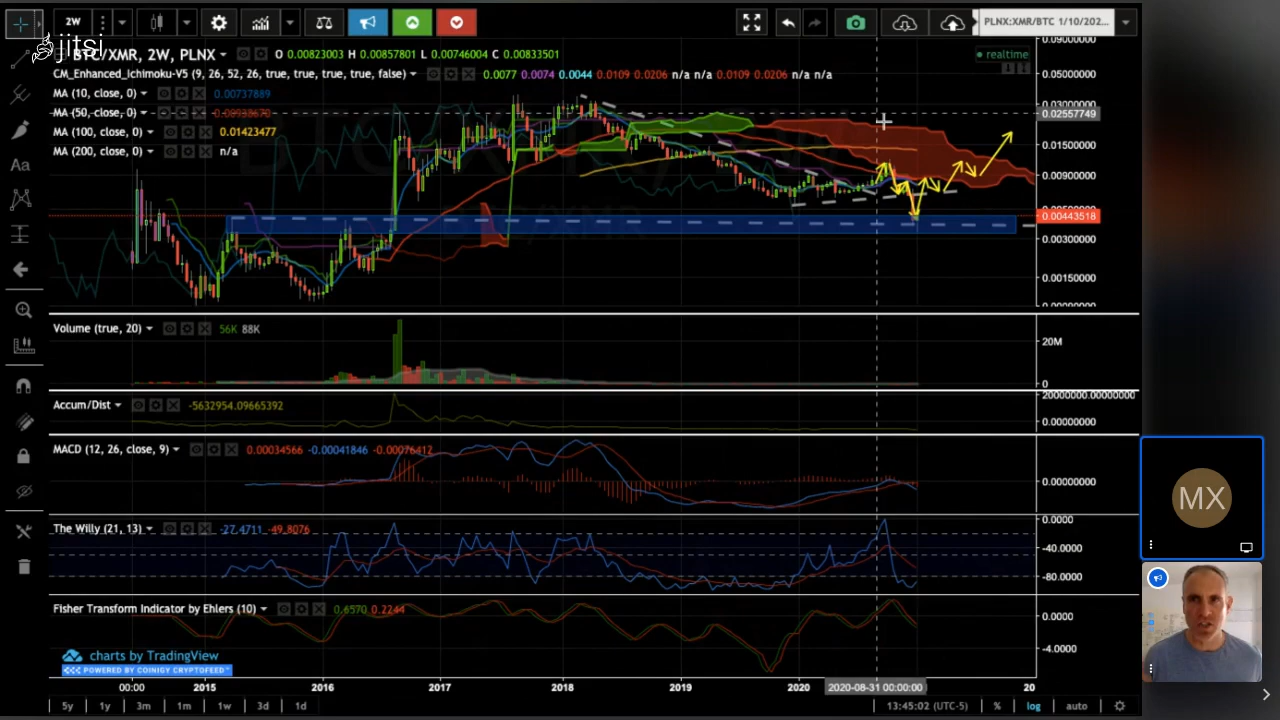 2W
PLNX:XMR/BTC 1/10/202...
jitsi
BTC/XMR, 2W, PLNX
O 0.00823003 H 0.00857801 L 0.00746004 C 0.00833501
realtime
CM_Enhanced_Ichimoku-V5 (9, 26, 52, 26, true, true, true, true, false)
0.0077 0.0074 0.0044 0.0109 0.0206 n/a n/a 0.0109 0.0206 n/a n/a
MA (10, close, 0) 0.00737889
MA (50, close, 0) 0.00938670
MA (100, close, 0) 0.01423477
MA (200, close, 0) n/a
0.09000000
0.05000000
0.03000000
0.02557749
0.01500000
0.00900000
0.00443518
0.00300000
0.00150000
Volume (true, 20) 56K 88K
20M
0
Accum/Dist -5632954.09665392
20000000.00000000
0.00000000
MACD (12, 26, close, 9) 0.00034566 -0.00041846 -0.00076412
0.00000000
The Willy (21, 13) -27.4711 -49.8076
0.0000
-40.0000
-80.0000
Fisher Transform Indicator by Ehlers (10) 0.6570 0.2244
0.0000
-4.0000
charts by TradingView
POWERED BY COINIGY CRYPTOFEED™
00:00 2015 2016 2017 2018 2019 2020 2020-08-31 00:00:00 20
5y 1y 3m 1m 1w 3d 1d 13:45:02 (UTC-5) % log auto
MX
Aa